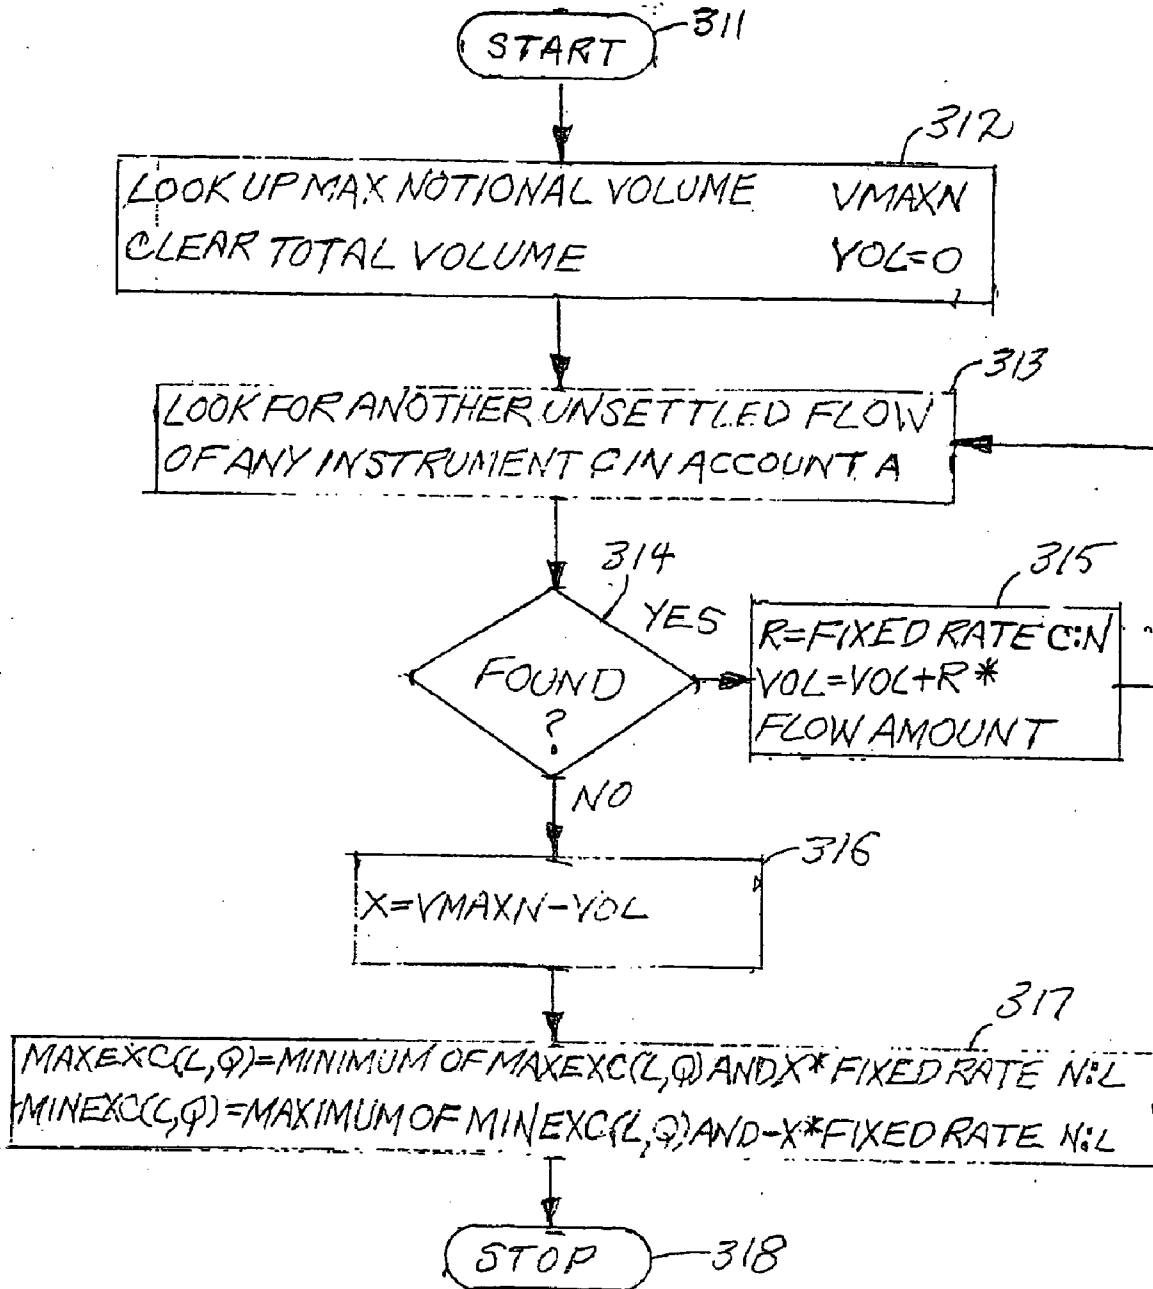 START
311
312
LOOK UP MAX NOTIONAL VOLUME VMAXN
CLEAR TOTAL VOLUME VOL=0
313
LOOK FOR ANOTHER UNSETTLED FLOW
OF ANY INSTRUMENT C IN ACCOUNT A
314
FOUND
?
YES
315
R=FIXED RATE C:N
VOL=VOL+R*
FLOW AMOUNT
NO
316
X=VMAXN-VOL
317
MAXEXC(L,Q)=MINIMUM OF MAXEXC(L,Q) AND X* FIXED RATE N:L
MINEXC(L,Q)=MAXIMUM OF MINEXC(L,Q) AND -X* FIXED RATE N:L
STOP
318